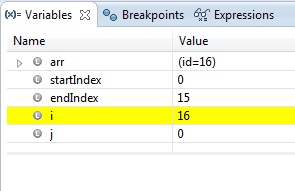 (x)= Variables Breakpoints Expressions
Name Value
arr (id=16)
startIndex 0
endIndex 15
i 16
j 0